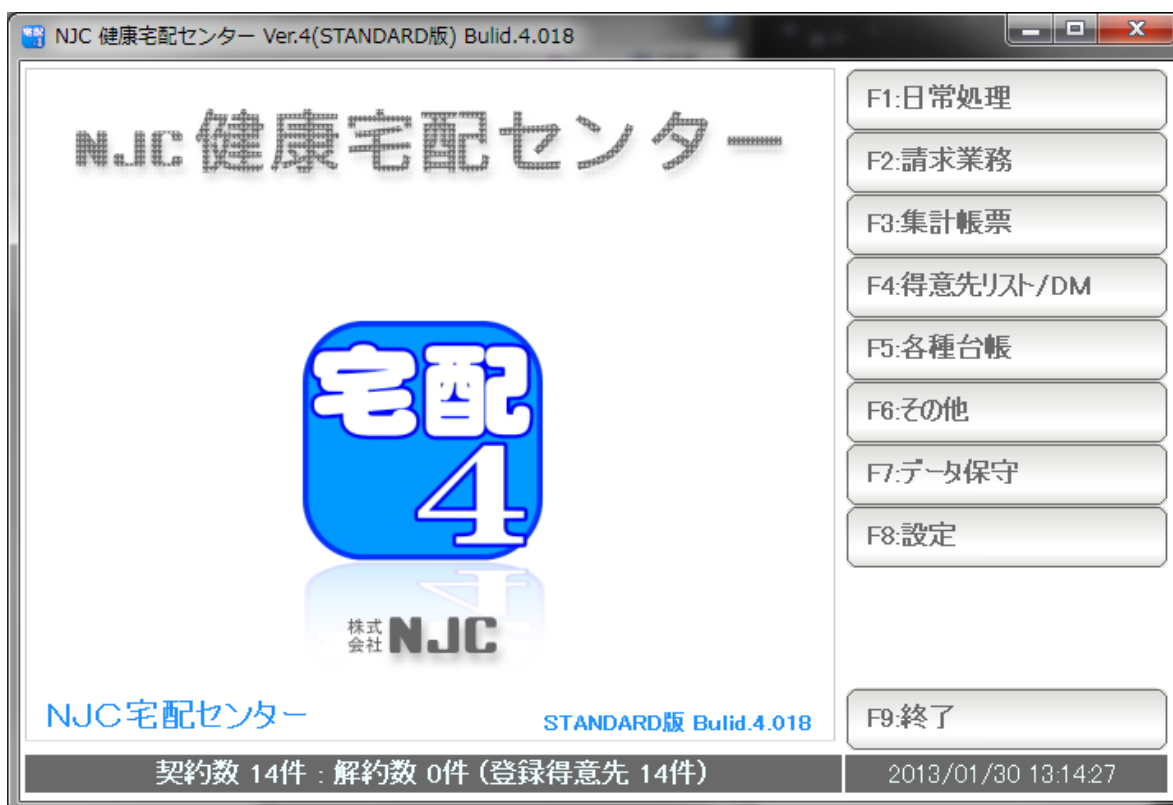 NJC 健康宅配センター Ver.4(STANDARD版) Bulid.4.018
NJC 健康宅配センター
宅配
4
株式会社 NJC
NJC宅配センター
STANDARD版 Bulid.4.018
F1:日常処理
F2:請求業務
F3:集計帳票
F4:得意先リスト/DM
F5:各種台帳
F6:その他
F7:データ保守
F8:設定
F9:終了
契約数 14件 : 解約数 0件 (登録得意先 14件)
2013/01/30 13:14:27